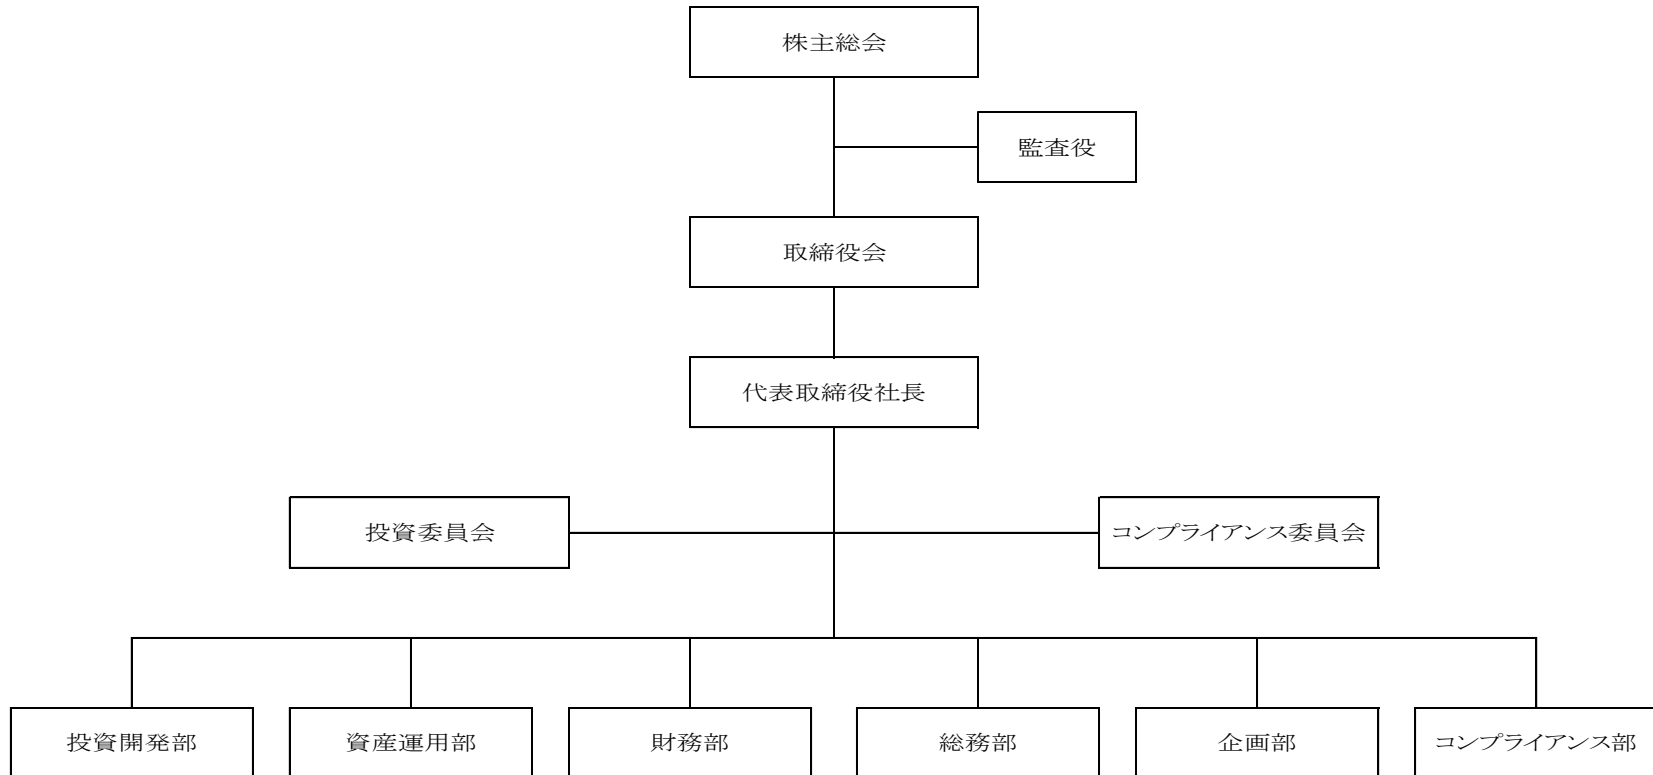 株主総会
監査役
取締役会
代表取締役社長
投資委員会
コンプライアンス委員会
投資開発部
資産運用部
財務部
総務部
企画部
コンプライアンス部